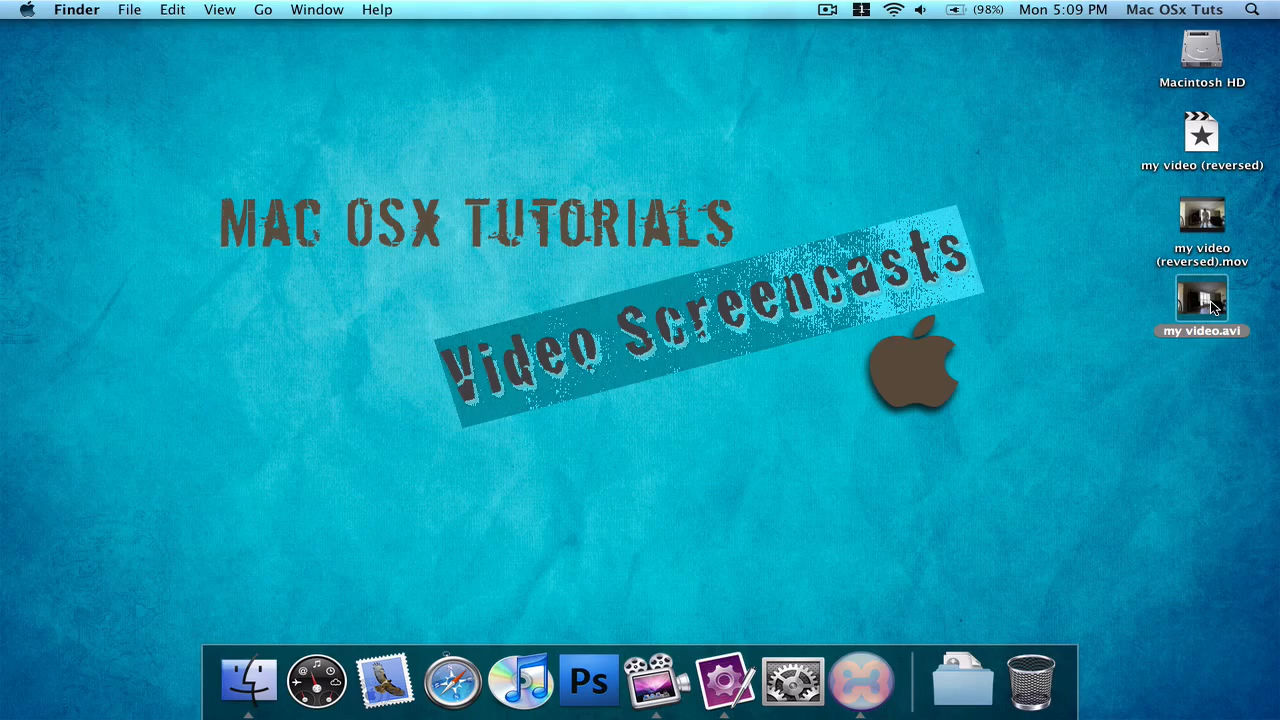 Finder File Edit View Go Window Help (98%) Mon 5:09 PM Mac OSx Tuts
Macintosh HD
my video (reversed)
my video
(reversed).mov
my video.avi
MAC OSX TUTORIALS
Video Screencasts
Ps